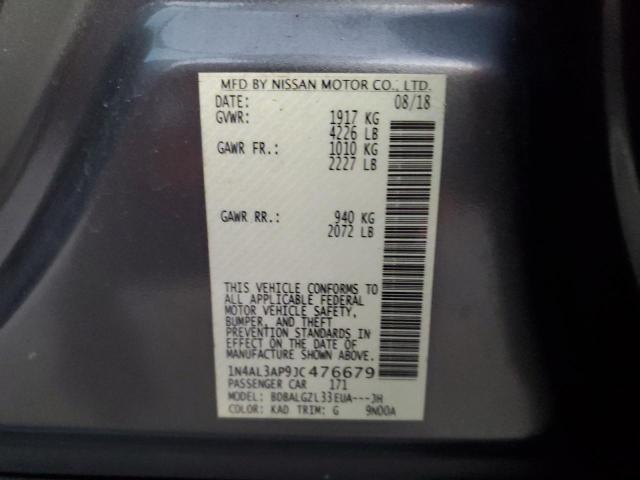 MFD BY NISSAN MOTOR CO., LTD.
DATE: 08/18
GVWR: 1917 KG
4226 LB
GAWR FR.: 1010 KG
2227 LB
GAWR RR.: 940 KG
2072 LB
THIS VEHICLE CONFORMS TO
ALL APPLICABLE FEDERAL
MOTOR VEHICLE SAFETY,
BUMPER, AND THEFT
PREVENTION STANDARDS IN
EFFECT ON THE DATE OF
MANUFACTURE SHOWN ABOVE.
1N4AL3AP9JC476679
PASSENGER CAR 171
MODEL: BDBALGZL33EUA---JH
COLOR: KAD TRIM: G 9N00A